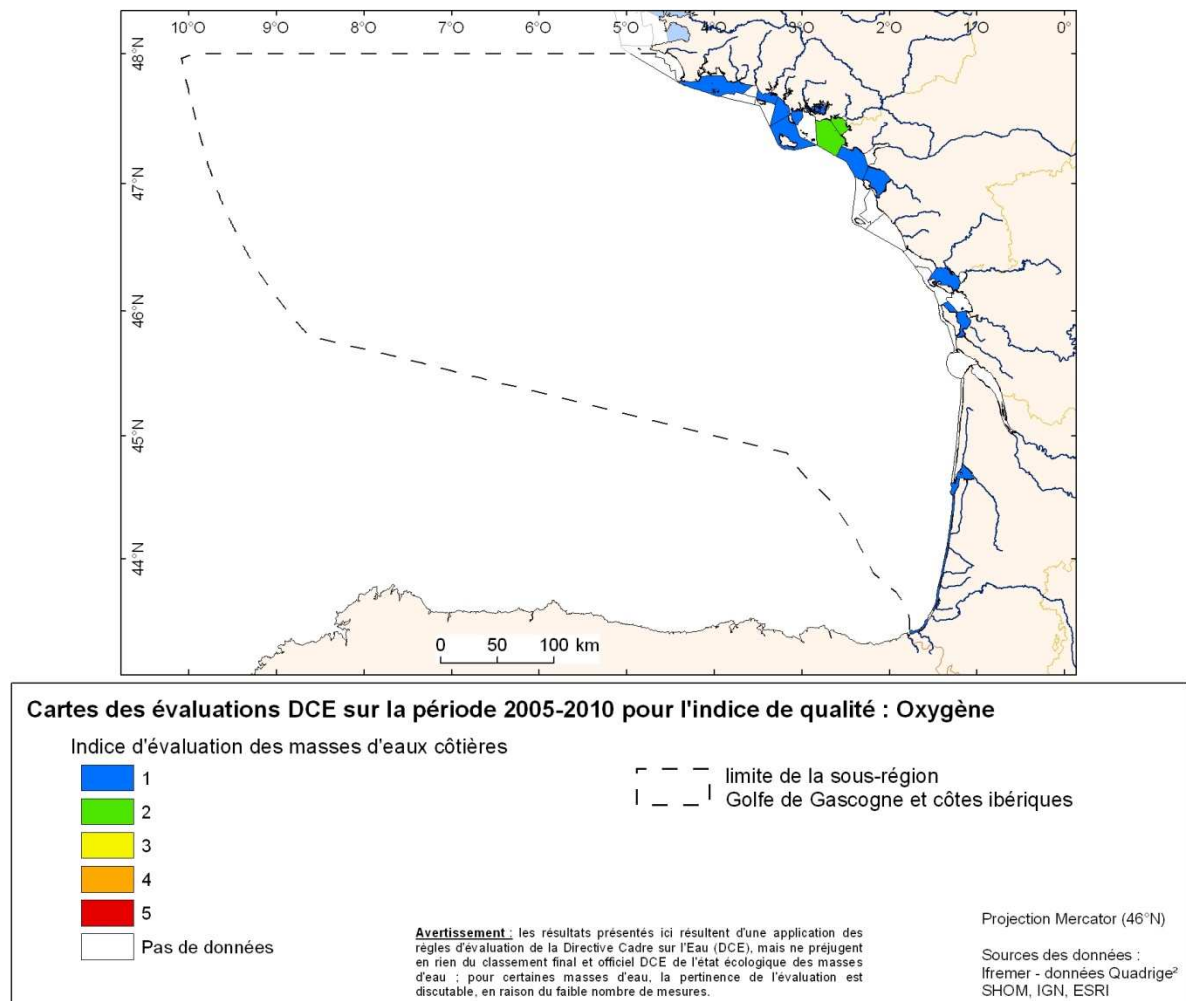 10°O 9°O 8°O 7°O 6°O 5°O 4°O 3°O 2°O 1°O 0°
48°N
47°N
46°N
45°N
44°N
0 50 100 km
Cartes des évaluations DCE sur la période 2005-2010 pour l'indice de qualité : Oxygène
Indice d'évaluation des masses d'eaux côtières
1
2
3
4
5
Pas de données
limite de la sous-région
Golfe de Gascogne et côtes ibériques
Avertissement : les résultats présentés ici résultent d'une application des
règles d'évaluation de la Directive Cadre sur l'Eau (DCE), mais ne préjugent
en rien du classement final et officiel DCE de l'état écologique des masses
d'eau ; pour certaines masses d'eau, la pertinence de l'évaluation est
discutable, en raison du faible nombre de mesures.
Projection Mercator (46°N)
Sources des données :
Ifremer - données Quadrige²
SHOM, IGN, ESRI